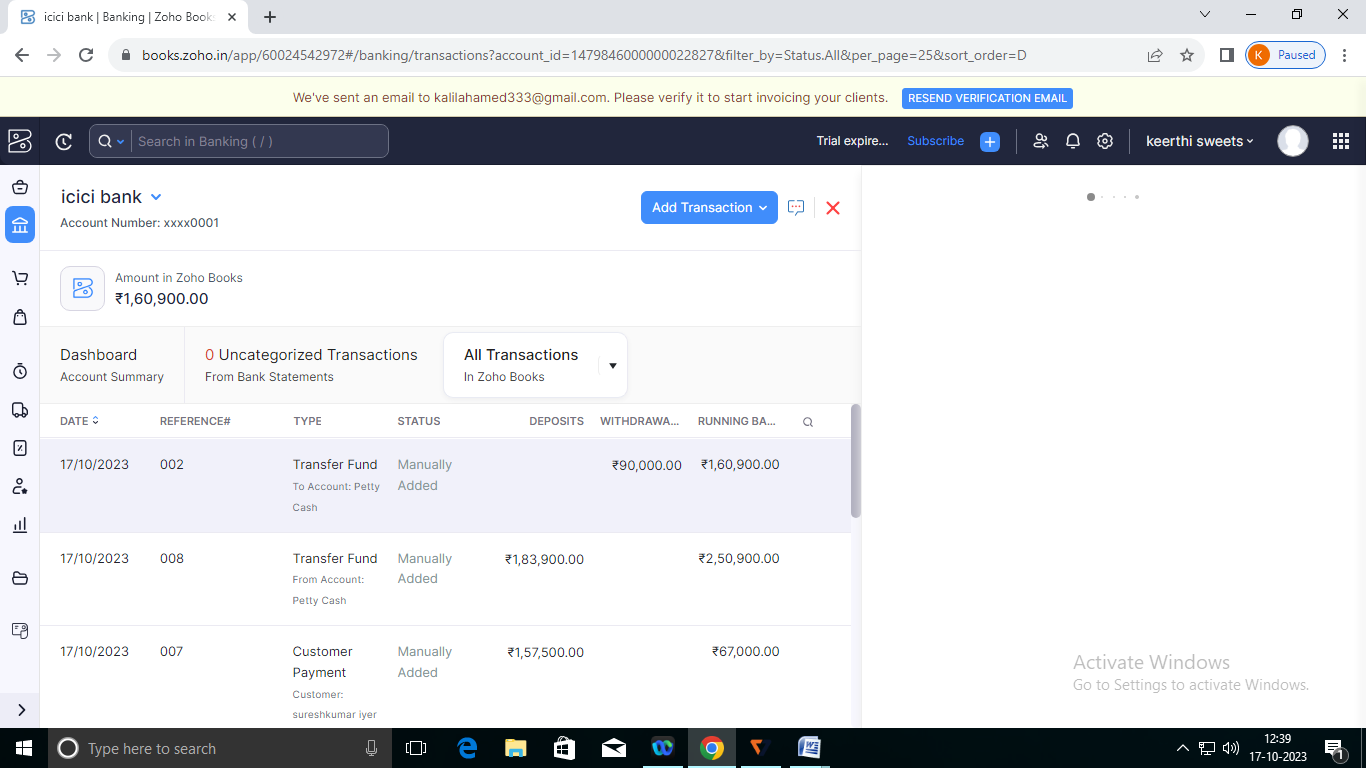 icici bank | Banking | Zoho Books
books.zoho.in/app/60024542972#/banking/transactions?account_id=1479846000000022827&filter_by=Status.All&per_page=25&sort_order=D
K Paused
We've sent an email to kalilahamed333@gmail.com. Please verify it to start invoicing your clients. RESEND VERIFICATION EMAIL
Search in Banking ( / )
Trial expire... Subscribe
keerthi sweets
icici bank
Account Number: xxxx0001
Add Transaction
Amount in Zoho Books
₹1,60,900.00
Dashboard
Account Summary
0 Uncategorized Transactions
From Bank Statements
All Transactions
In Zoho Books
DATE REFERENCE# TYPE STATUS DEPOSITS WITHDRAWA... RUNNING BA...
17/10/2023 002 Transfer Fund Manually ₹90,000.00 ₹1,60,900.00
To Account: Petty Added
Cash
17/10/2023 008 Transfer Fund Manually ₹1,83,900.00 ₹2,50,900.00
From Account: Added
Petty Cash
17/10/2023 007 Customer Manually ₹1,57,500.00 ₹67,000.00
Payment Added
Customer:
sureshkumar iyer
Activate Windows
Go to Settings to activate Windows.
Type here to search
12:39
17-10-2023
1